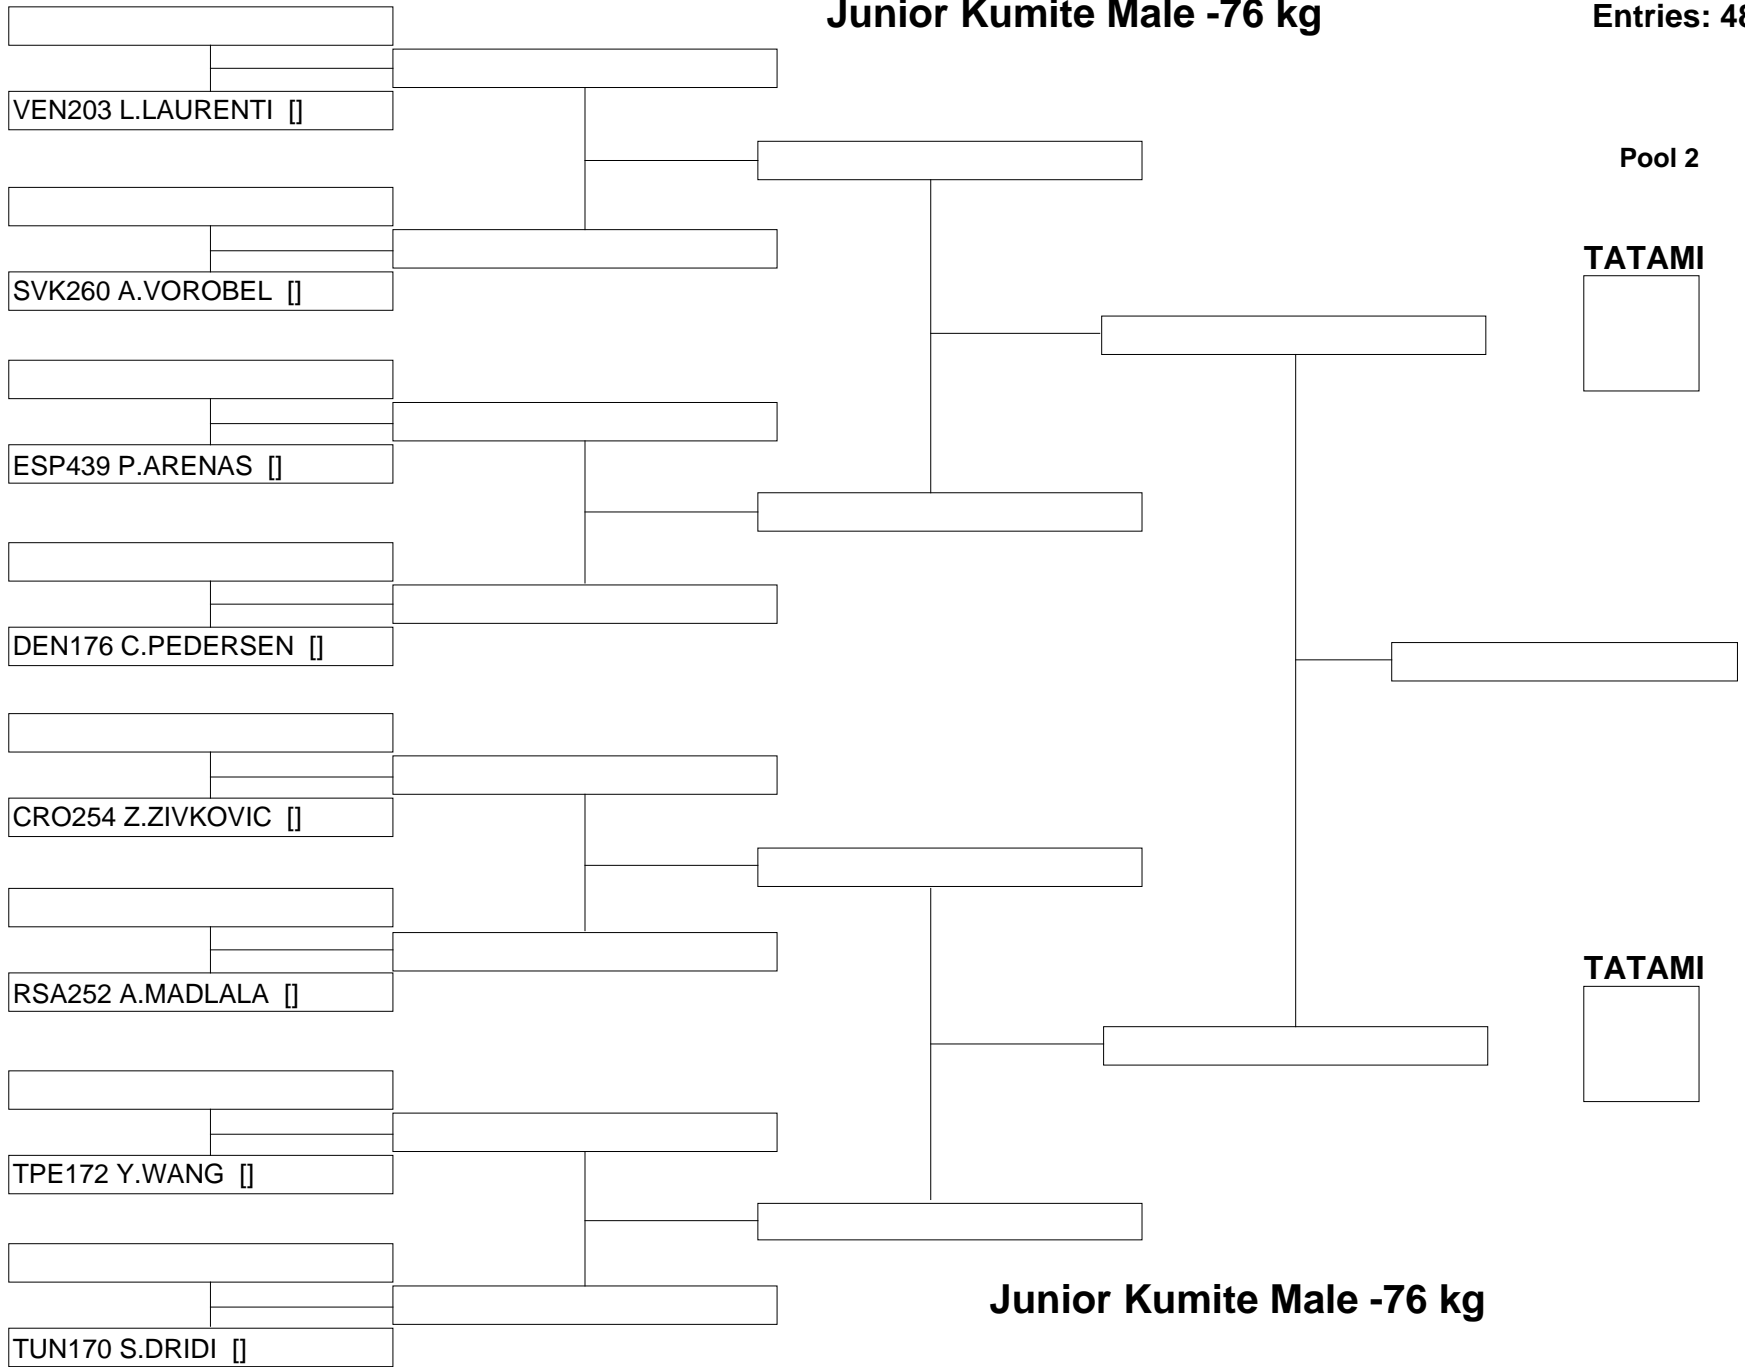 Junior Kumite Male -76 kg
Entries: 48
VEN203 L.LAURENTI []
Pool 2
TATAMI
SVK260 A.VOROBEL []
ESP439 P.ARENAS []
DEN176 C.PEDERSEN []
CRO254 Z.ZIVKOVIC []
TATAMI
RSA252 A.MADLALA []
TPE172 Y.WANG []
Junior Kumite Male -76 kg
TUN170 S.DRIDI []